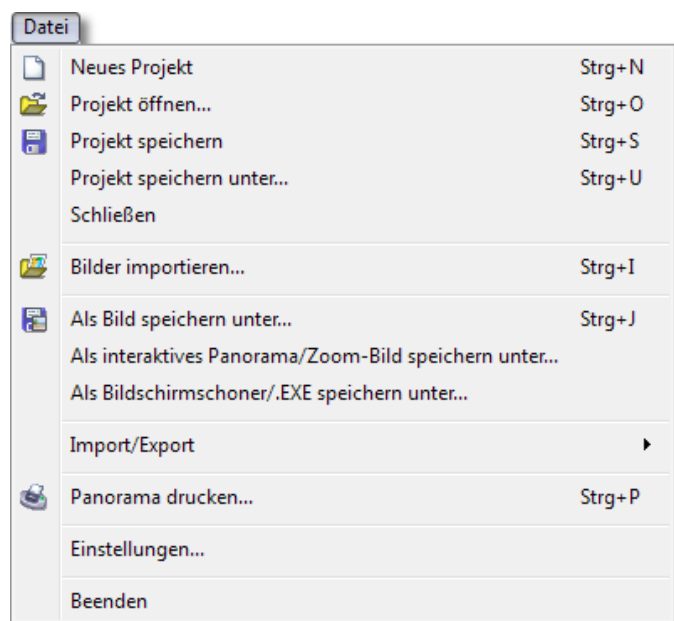 Datei
Neues Projekt Strg+N
Projekt öffnen... Strg+O
Projekt speichern Strg+S
Projekt speichern unter... Strg+U
Schließen
Bilder importieren... Strg+I
Als Bild speichern unter... Strg+J
Als interaktives Panorama/Zoom-Bild speichern unter...
Als Bildschirmschoner/.EXE speichern unter...
Import/Export
Panorama drucken... Strg+P
Einstellungen...
Beenden